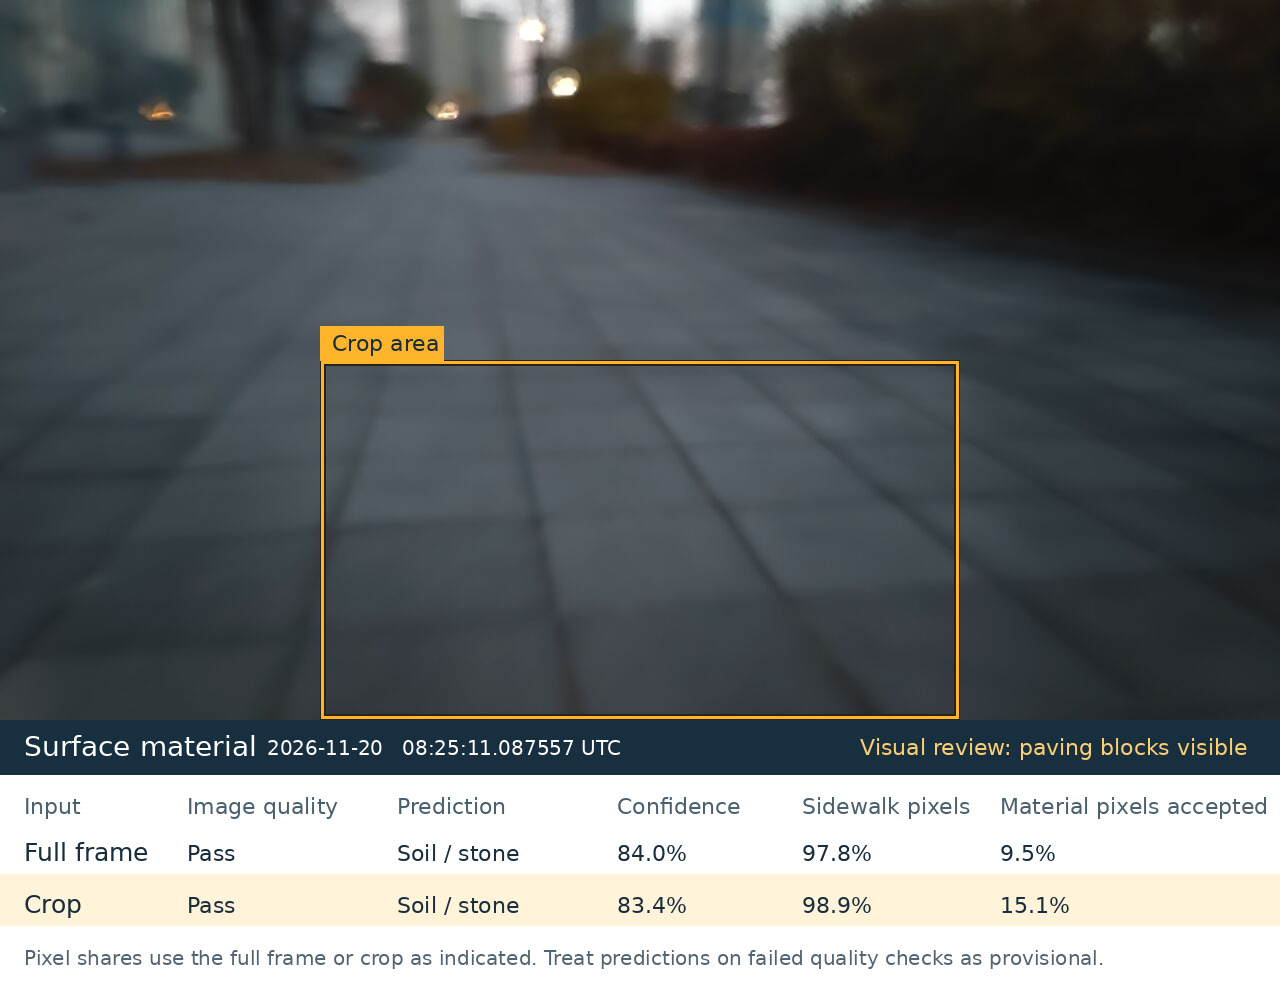 Crop area
Surface material 2026-11-20 08:25:11.087557 UTC Visual review: paving blocks visible
Input Image quality Prediction Confidence Sidewalk pixels Material pixels accepted
Full frame Pass Soil / stone 84.0% 97.8% 9.5%
Crop Pass Soil / stone 83.4% 98.9% 15.1%
Pixel shares use the full frame or crop as indicated. Treat predictions on failed quality checks as provisional.